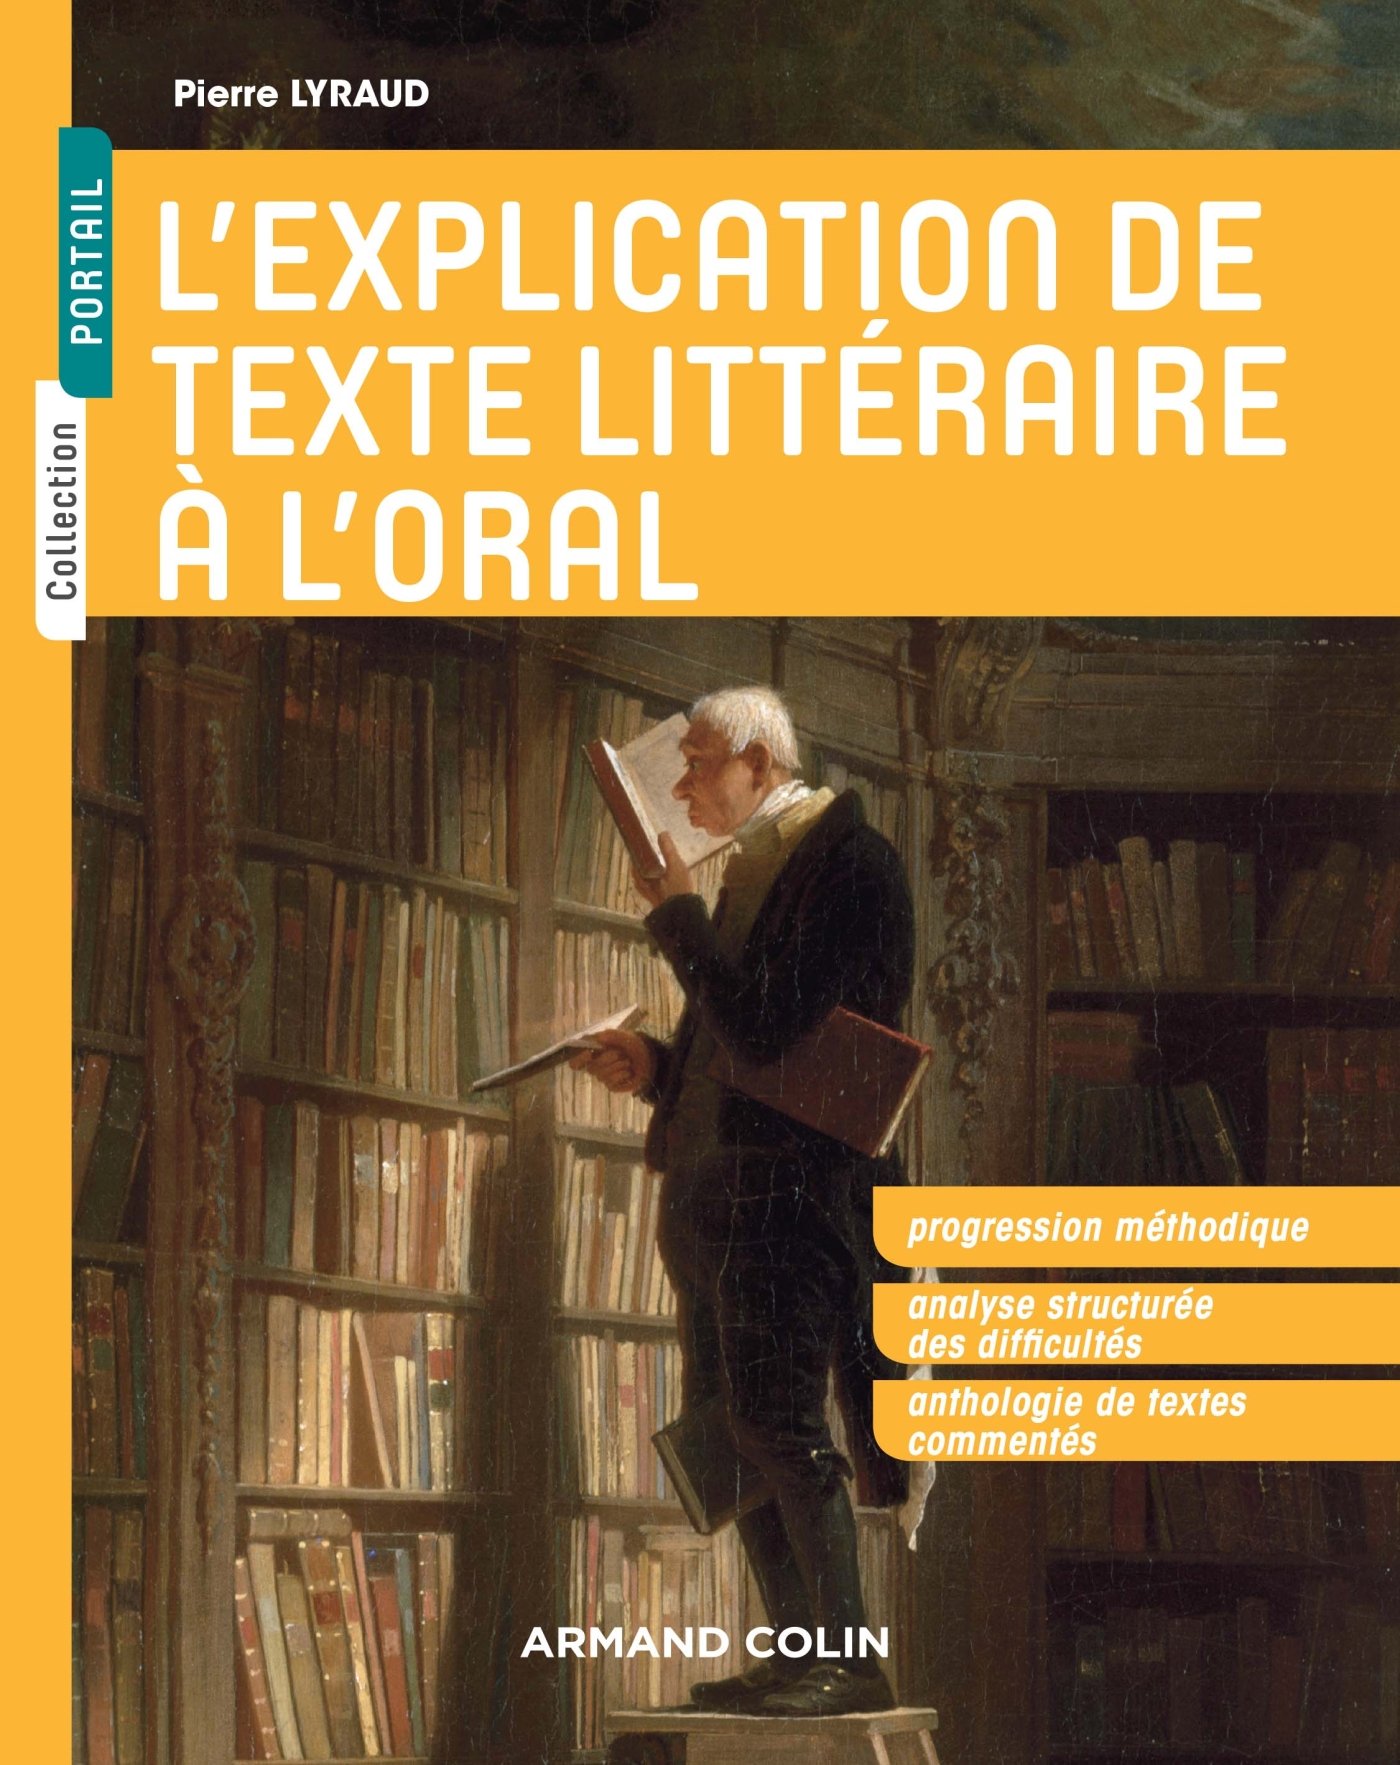 Pierre LYRAUD
Collection
PORTAIL
L'EXPLICATION DE
TEXTE LITTÉRAIRE
À L'ORAL
progression méthodique
analyse structurée
des difficultés
anthologie de textes
commentés
ARMAND COLIN